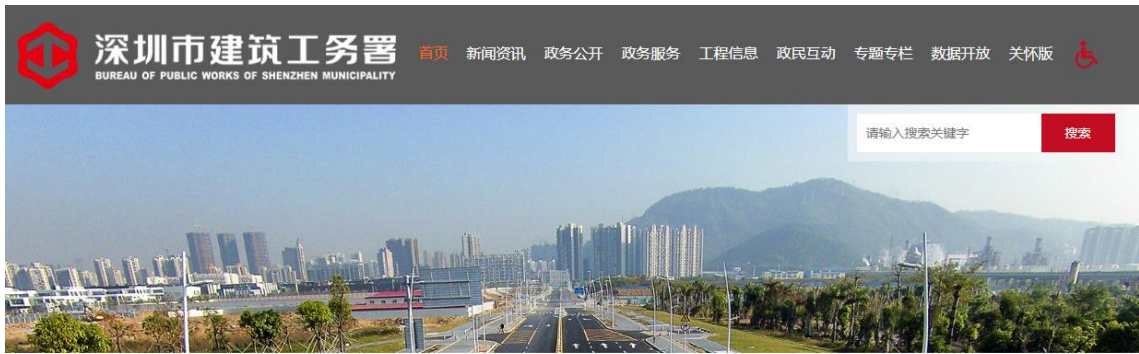 深圳市建筑工务署
BUREAU OF PUBLIC WORKS OF SHENZHEN MUNICIPALITY
首页 新闻资讯 政务公开 政务服务 工程信息 政民互动 专题专栏 数据开放 关怀版
请输入搜索关键字 搜索